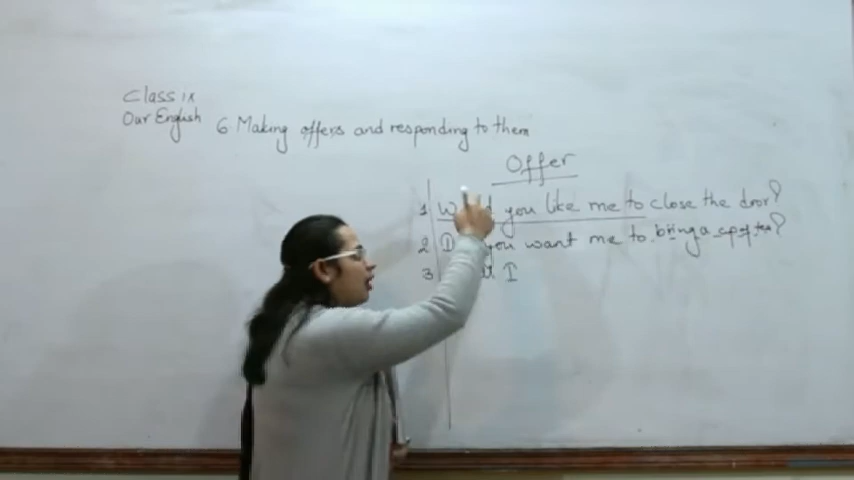 Class IX
Our English 6 Making offers and responding to them
Offer
1 you like me to close the door?
2 you want me to bring a cup of tea?
3 I